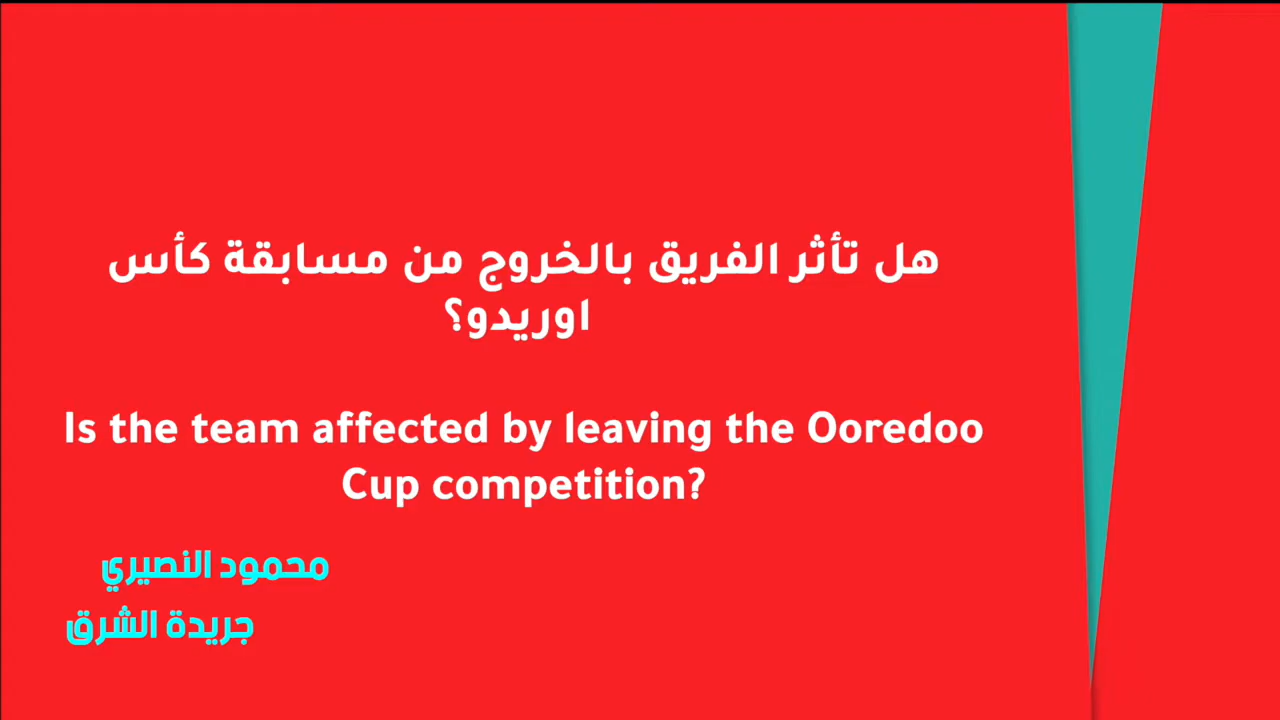 هل تأثر الفريق بالخروج من مسابقة كأس
اوريدو؟
Is the team affected by leaving the Ooredoo
Cup competition?
محمود النصيري
جريدة الشرق